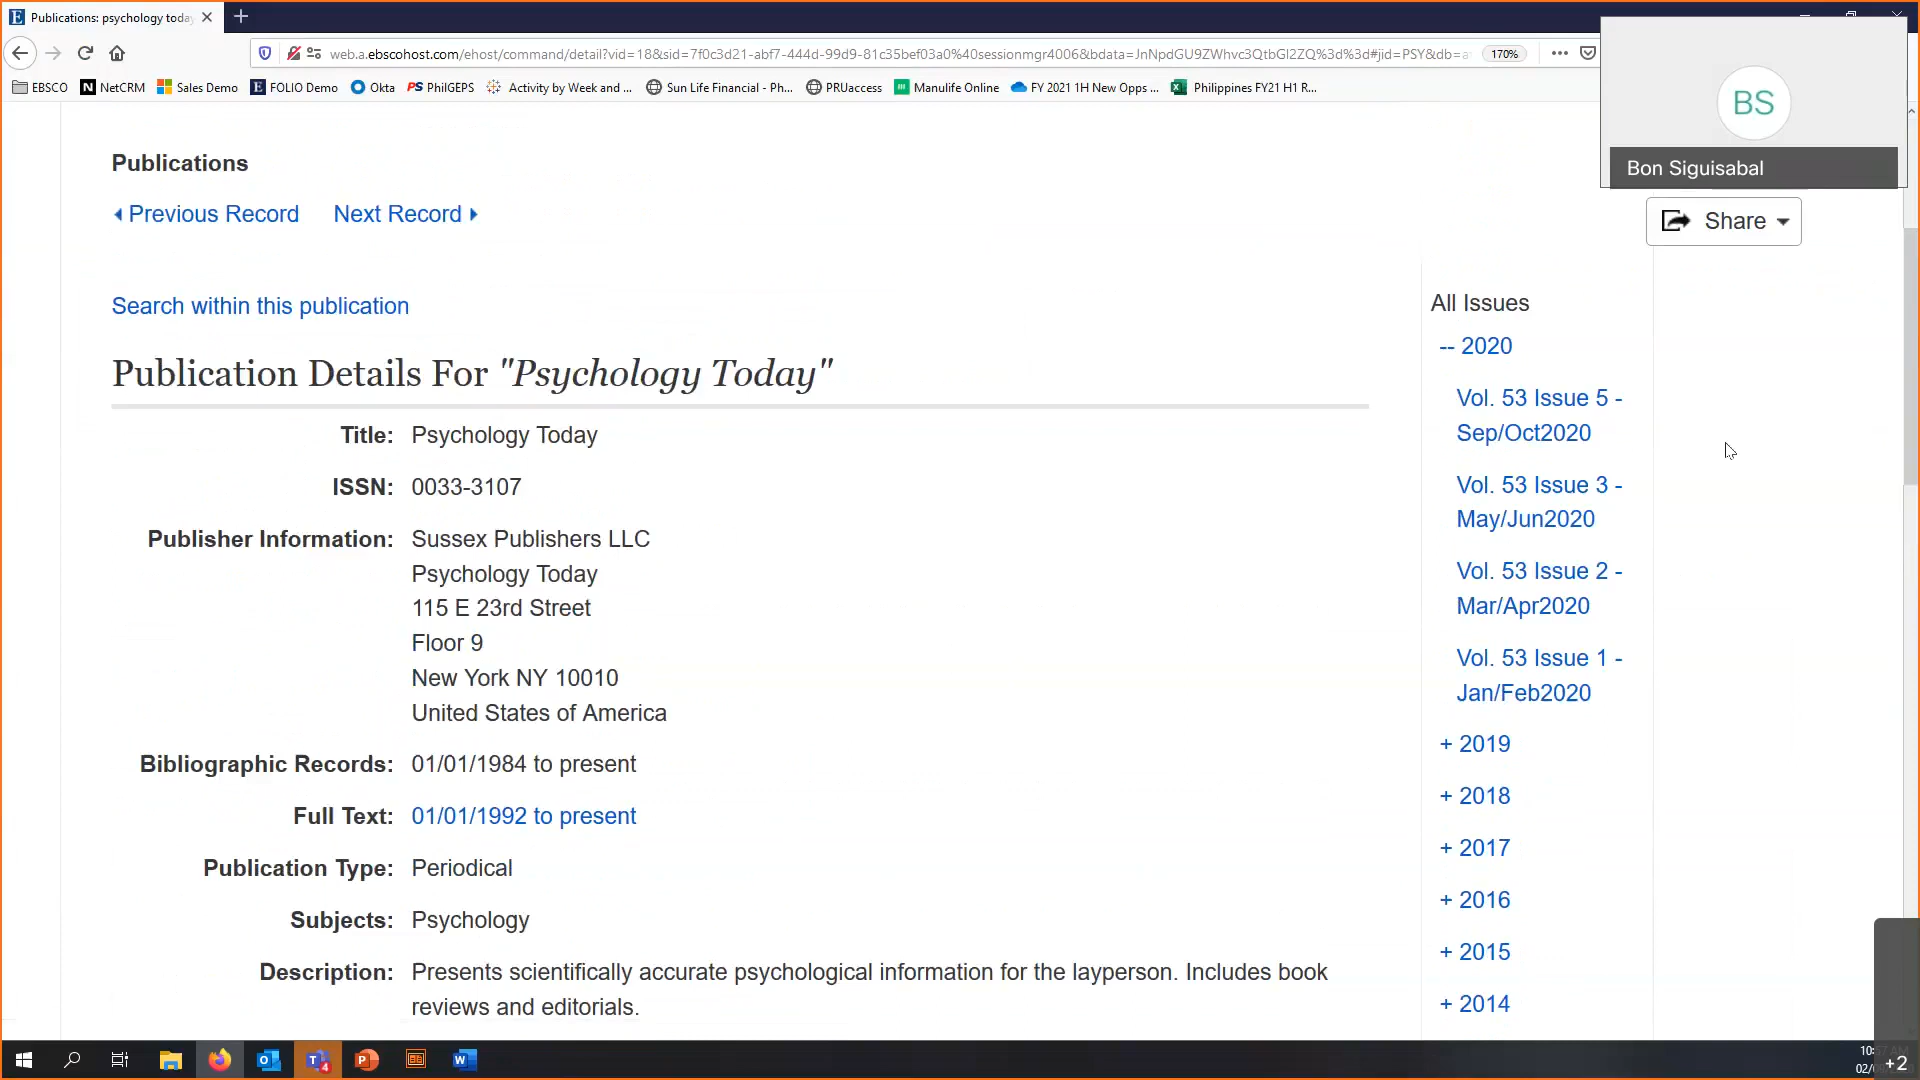 Publications: psychology toda
web.a.ebscohost.com/ehost/command/detail?vid=18&sid=7f0c3d21-abf7-444d-99d9-81c35bef03a0%40sessionmgr4006&bdata=JnNpdGU9ZWhvc3QtbGl2ZQ%3d%3d#jid=PSY&db=a
170%
EBSCO
NetCRM
Sales Demo
FOLIO Demo
Okta
PhilGEPS
Activity by Week and ...
Sun Life Financial - Ph...
PRUaccess
Manulife Online
FY 2021 1H New Opps ...
Philippines FY21 H1 R...
BS
Bon Siguisabal
Publications
Previous Record
Next Record
Share
Search within this publication
Publication Details For "Psychology Today"
Title: Psychology Today
ISSN: 0033-3107
Publisher Information: Sussex Publishers LLC
Psychology Today
115 E 23rd Street
Floor 9
New York NY 10010
United States of America
Bibliographic Records: 01/01/1984 to present
Full Text: 01/01/1992 to present
Publication Type: Periodical
Subjects: Psychology
Description: Presents scientifically accurate psychological information for the layperson. Includes book
reviews and editorials.
All Issues
-- 2020
Vol. 53 Issue 5 -
Sep/Oct2020
Vol. 53 Issue 3 -
May/Jun2020
Vol. 53 Issue 2 -
Mar/Apr2020
Vol. 53 Issue 1 -
Jan/Feb2020
+ 2019
+ 2018
+ 2017
+ 2016
+ 2015
+ 2014
+2